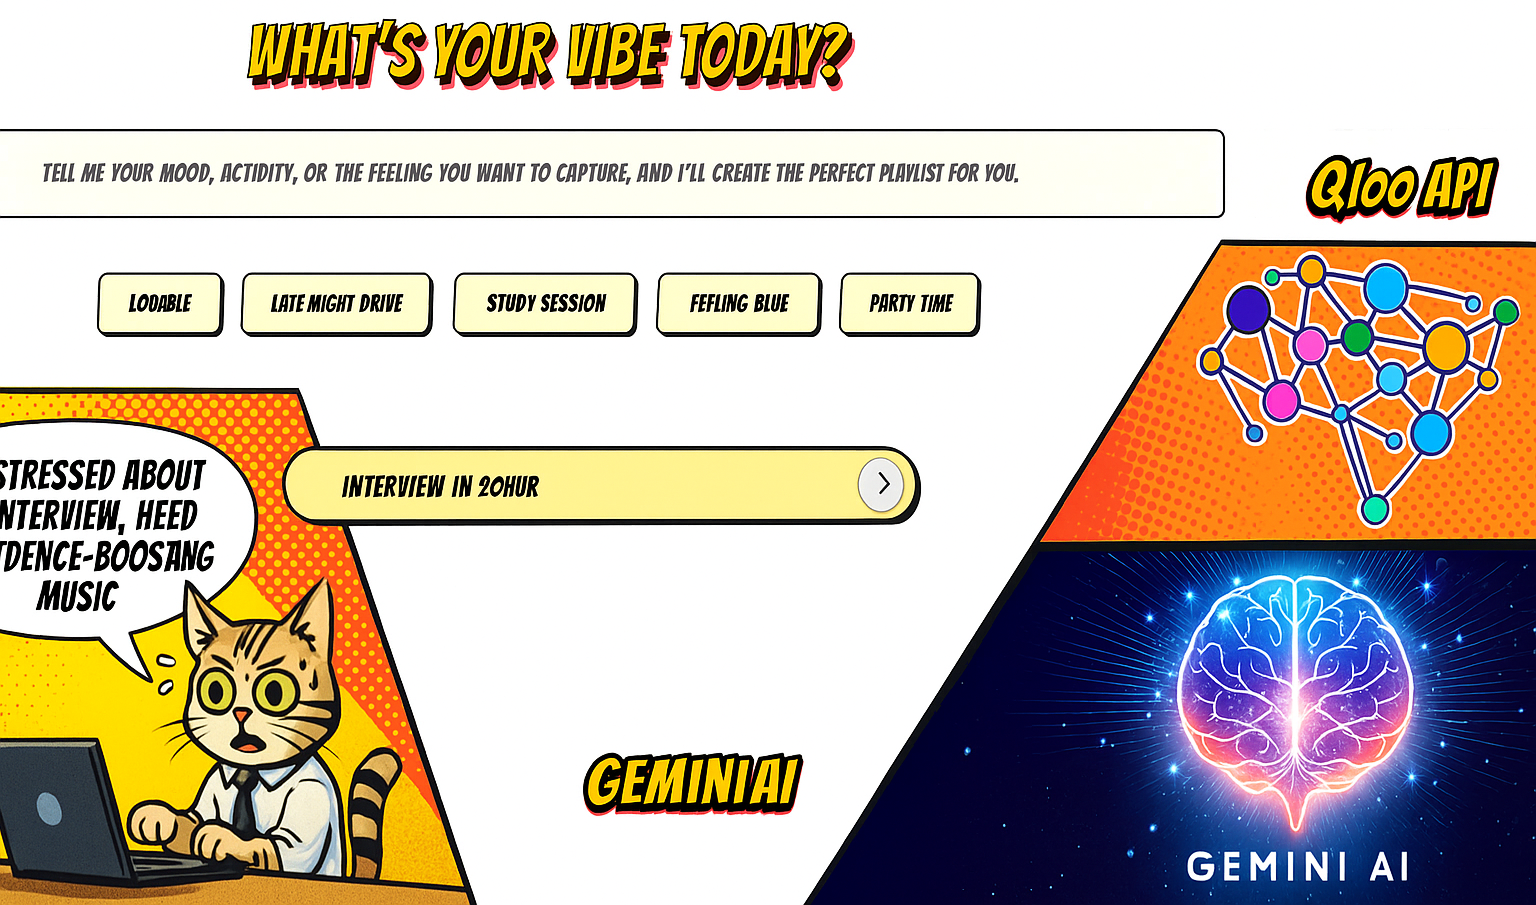 WHAT'S YOUR VIBE TODAY?
TELL ME YOUR MOOD, ACTIDITY, OR THE FEELING YOU WANT TO CAPTURE, AND I'LL CREATE THE PERFECT PLAYLIST FOR YOU.
Qloo API
LODABLE
LATE MIGHT DRIVE
STUDY SESSION
FEFLING BLUE
PARTY TIME
STRESSED ABOUT
NTERVIEW, HEED
TDENCE-BOOSANG
MUSIC
INTERVIEW IN 20HUR
GEMINI AI
GEMINI AI